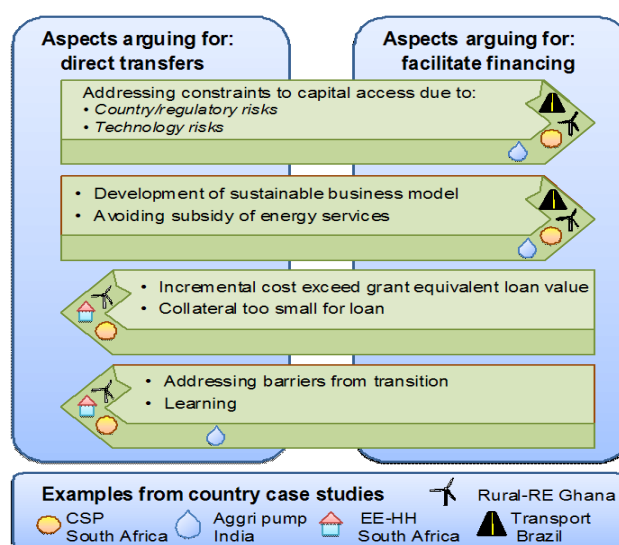 Aspects arguing for:
direct transfers
Aspects arguing for:
facilitate financing
Addressing constraints to capital access due to:
• Country/regulatory risks
• Technology risks
• Development of sustainable business model
• Avoiding subsidy of energy services
• Incremental cost exceed grant equivalent loan value
• Collateral too small for loan
• Addressing barriers from transition
• Learning
Examples from country case studies
Rural-RE Ghana
CSP
South Africa
Aggri pump
India
EE-HH
South Africa
Transport
Brazil